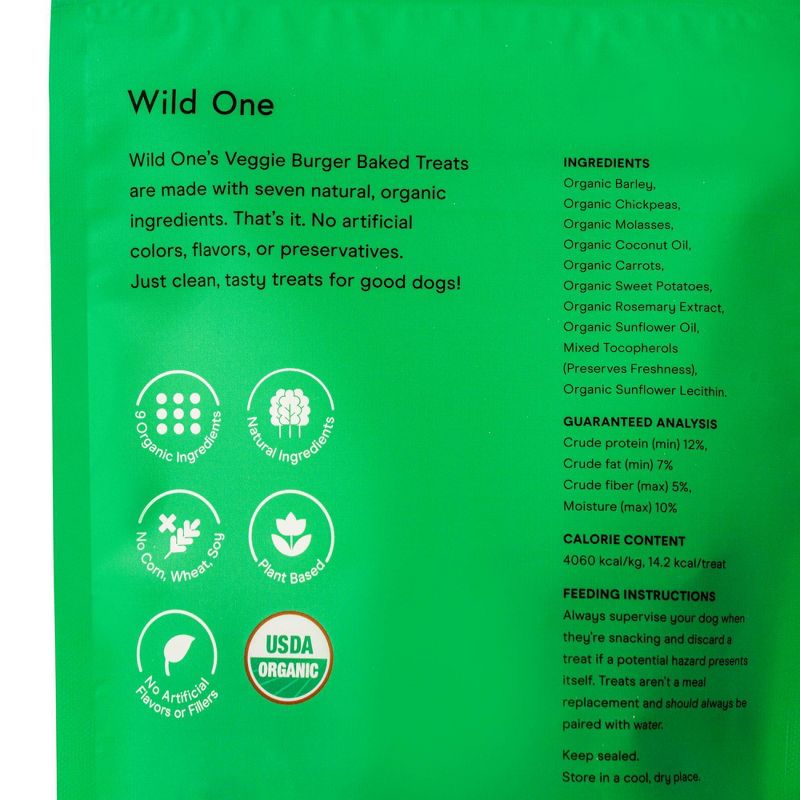 Wild One
Wild One's Veggie Burger Baked Treats
are made with seven natural, organic
ingredients. That's it. No artificial
colors, flavors, or preservatives.
Just clean, tasty treats for good dogs!
9 Organic Ingredients
Natural Ingredients
No Corn, Wheat, Soy
Plant Based
No Artificial
Flavors or Fillers
USDA
ORGANIC
INGREDIENTS
Organic Barley,
Organic Chickpeas,
Organic Molasses,
Organic Coconut Oil,
Organic Carrots,
Organic Sweet Potatoes,
Organic Rosemary Extract,
Organic Sunflower Oil,
Mixed Tocopherols
(Preserves Freshness),
Organic Sunflower Lecithin.
GUARANTEED ANALYSIS
Crude protein (min) 12%,
Crude fat (min) 7%
Crude fiber (max) 5%,
Moisture (max) 10%
CALORIE CONTENT
4060 kcal/kg, 14.2 kcal/treat
FEEDING INSTRUCTIONS
Always supervise your dog when
they're snacking and discard a
treat if a potential hazard presents
itself. Treats aren't a meal
replacement and should always be
paired with water.
Keep sealed.
Store in a cool, dry place.